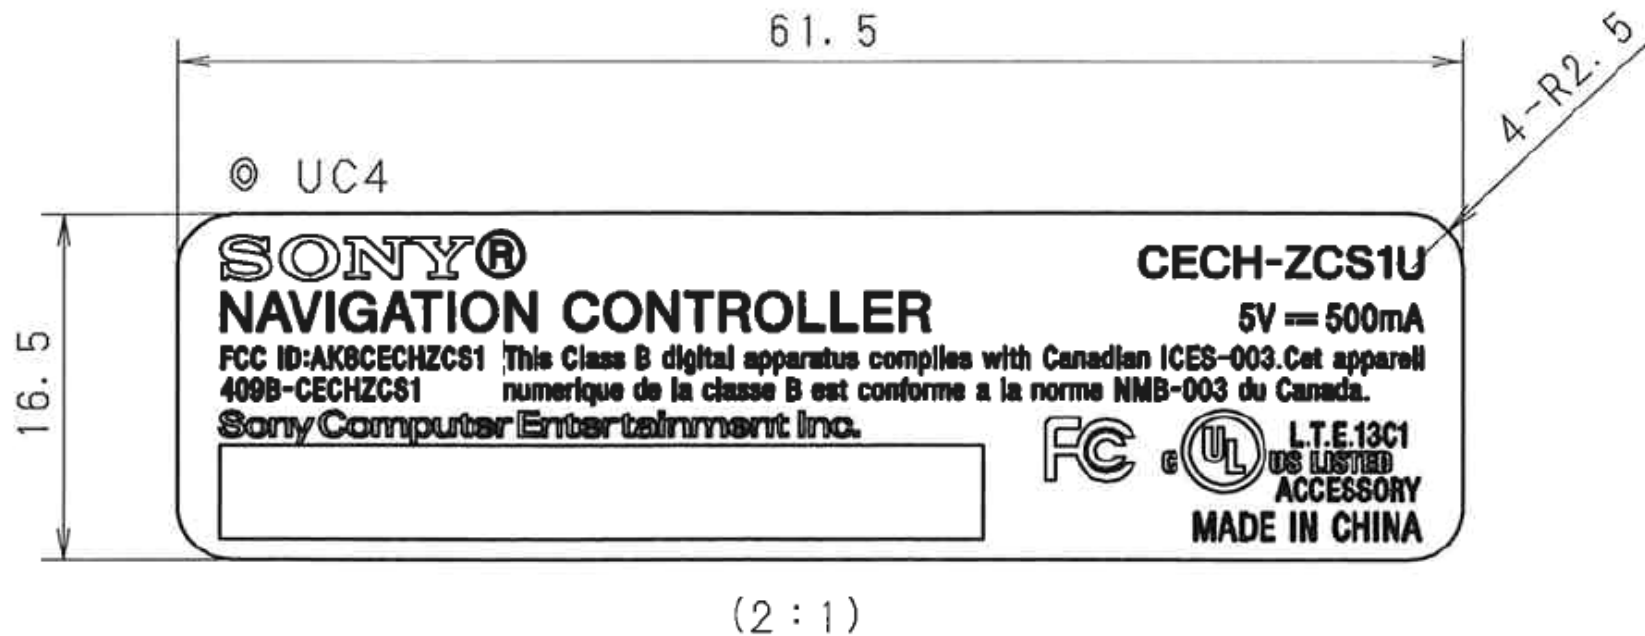 61.5
4-R2.5
◎ UC4
16.5
SONY®
CECH-ZCS1U
NAVIGATION CONTROLLER
5V ⎓ 500mA
FCC ID:AK8CECHZCS1 This Class B digital apparatus complies with Canadian ICES-003.Cet appareil
409B-CECHZCS1 numerique de la classe B est conforme a la norme NMB-003 du Canada.
Sony Computer Entertainment Inc.
FC
C UL US LISTED
L.T.E.13C1
ACCESSORY
MADE IN CHINA
(2:1)